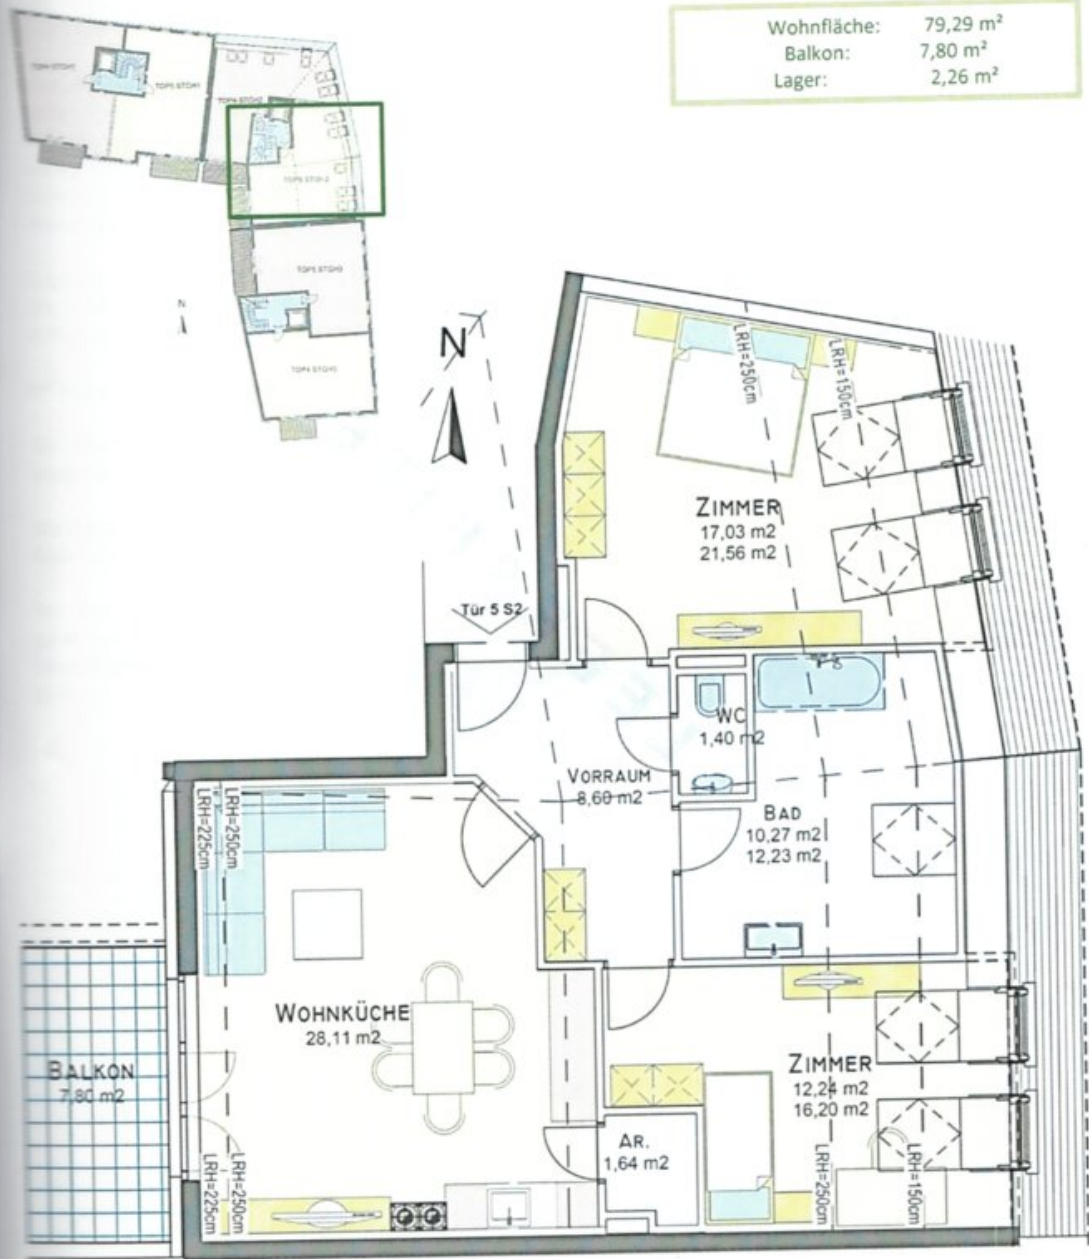 Wohnfläche: 79,29 m²
Balkon: 7,80 m²
Lager: 2,26 m²
N
N
LRH=250cm
LRH=150cm
ZIMMER
17,03 m2
21,56 m2
Tür 5 S2
WC
1,40 m2
VORRAUM
8,60 m2
BAD
10,27 m2
12,23 m2
LRH=250cm
LRH=225cm
WOHNKÜCHE
28,11 m2
BALKON
7,80 m2
ZIMMER
12,24 m2
16,20 m2
AR.
1,64 m2
LRH=250cm
LRH=225cm
LRH=250cm
LRH=150cm